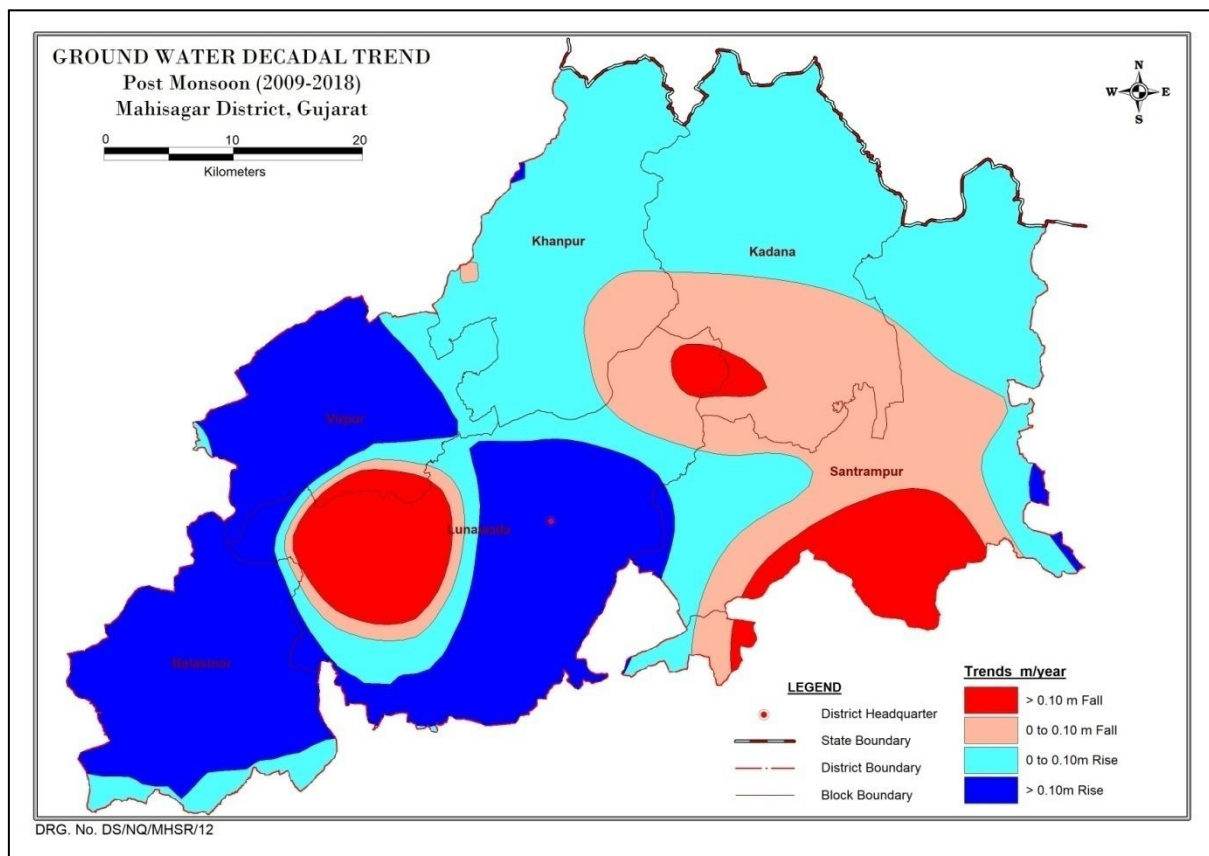 GROUND WATER DECADAL TREND
Post Monsoon (2009-2018)
Mahisagar District, Gujarat
0 10 20
Kilometers
N
W E
S
Khanpur
Kadana
Virpur
Santrampur
Lunawada
Balasinor
LEGEND
District Headquarter
State Boundary
District Boundary
Block Boundary
Trends m/year
> 0.10 m Fall
0 to 0.10 m Fall
0 to 0.10m Rise
> 0.10m Rise
DRG. No. DS/NQ/MHSR/12